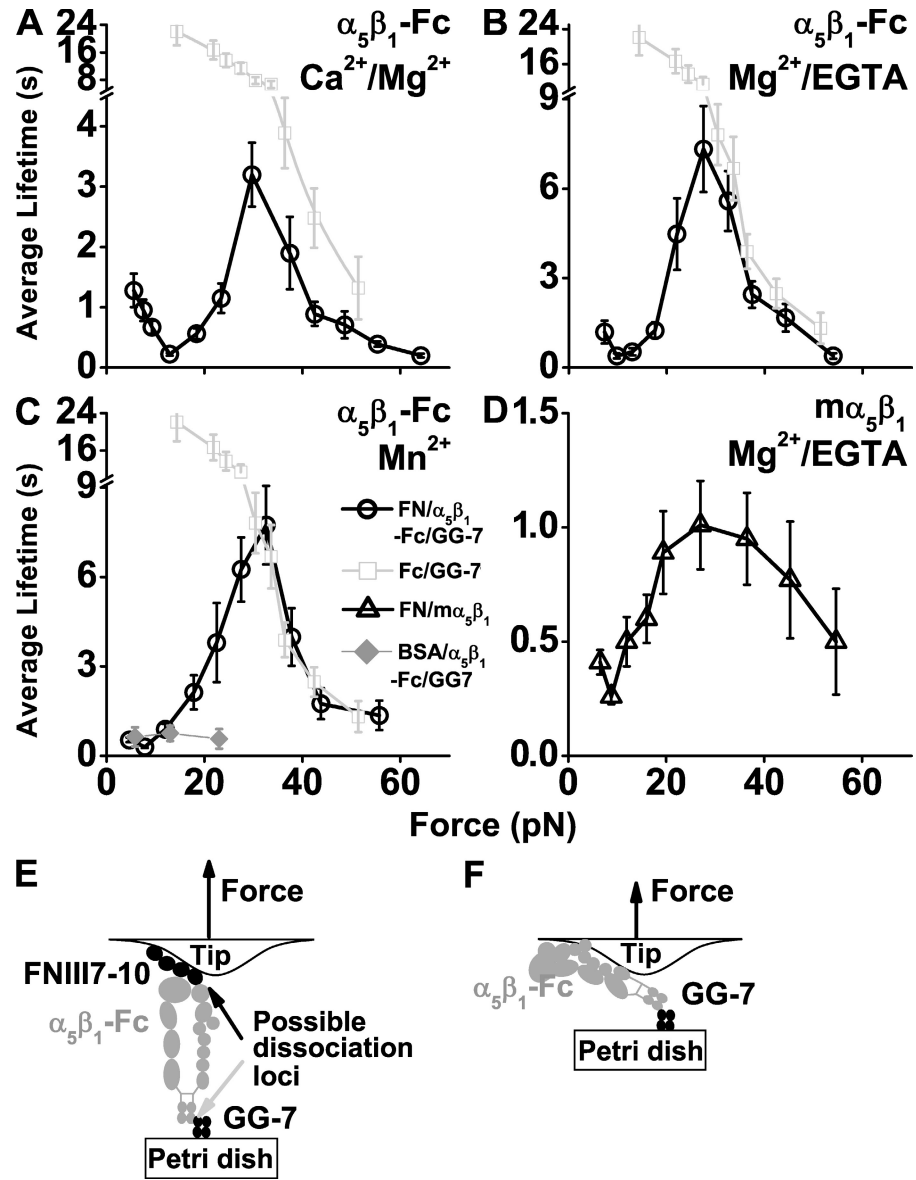 A
α5β1-Fc
Ca2+/Mg2+
24
16
8
4
3
2
1
0
Average Lifetime (s)
B
α5β1-Fc
Mg2+/EGTA
24
16
9
6
3
0
C
α5β1-Fc
Mn2+
24
16
9
6
3
0
Average Lifetime (s)
FN/α5β1
-Fc/GG-7
Fc/GG-7
FN/mα5β1
BSA/α5β1
-Fc/GG7
0 20 40 60
D
mα5β1
Mg2+/EGTA
1.5
1.0
0.5
0.0
0 20 40 60
Force (pN)
E
Force
Tip
FNIII7-10
α5β1-Fc
Possible
dissociation
loci
GG-7
Petri dish
F
Force
Tip
α5β1-Fc
GG-7
Petri dish